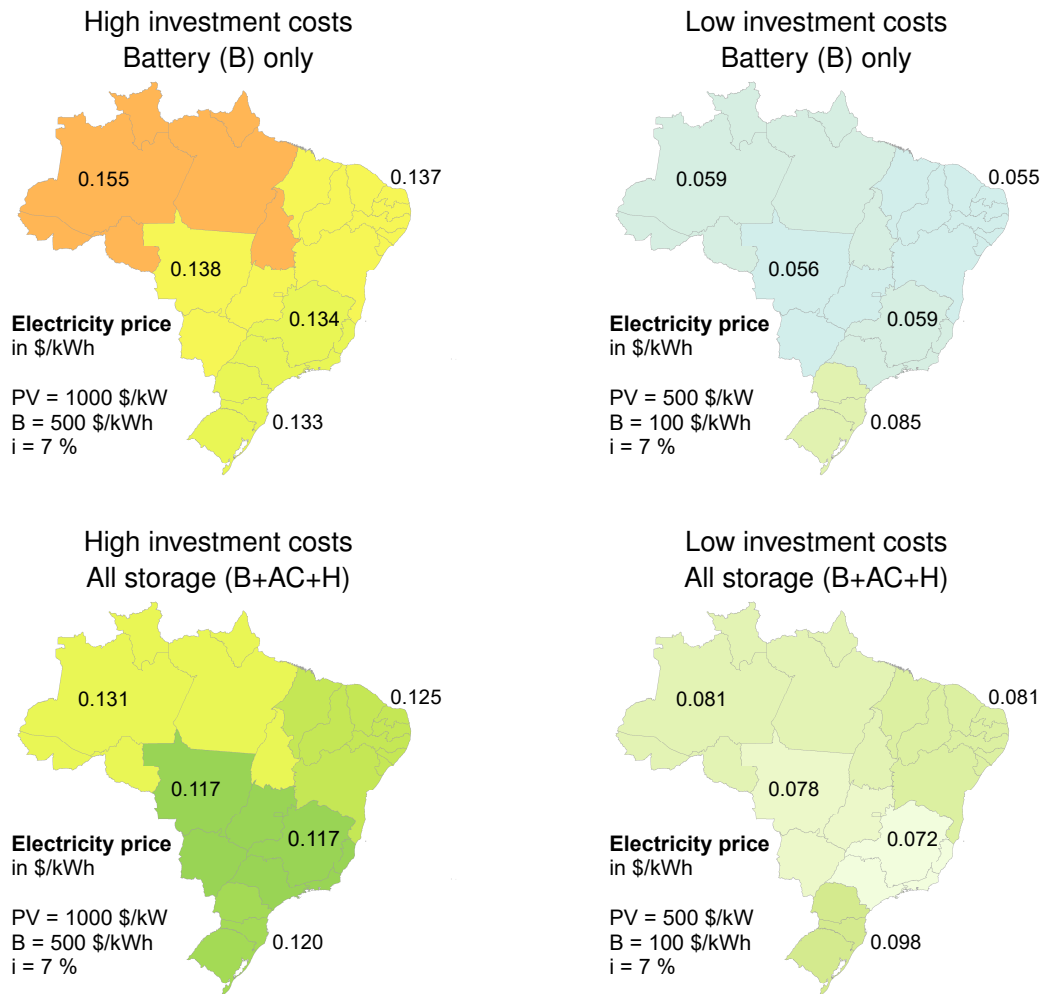 High investment costs
Battery (B) only
0.155
0.137
0.138
0.134
Electricity price
in $/kWh
PV = 1000 $/kW
B = 500 $/kWh
i = 7 %
0.133
Low investment costs
Battery (B) only
0.059
0.055
0.056
0.059
Electricity price
in $/kWh
PV = 500 $/kW
B = 100 $/kWh
i = 7 %
0.085
High investment costs
All storage (B+AC+H)
0.131
0.125
0.117
0.117
Electricity price
in $/kWh
PV = 1000 $/kW
B = 500 $/kWh
i = 7 %
0.120
Low investment costs
All storage (B+AC+H)
0.081
0.081
0.078
0.072
Electricity price
in $/kWh
PV = 500 $/kW
B = 100 $/kWh
i = 7 %
0.098